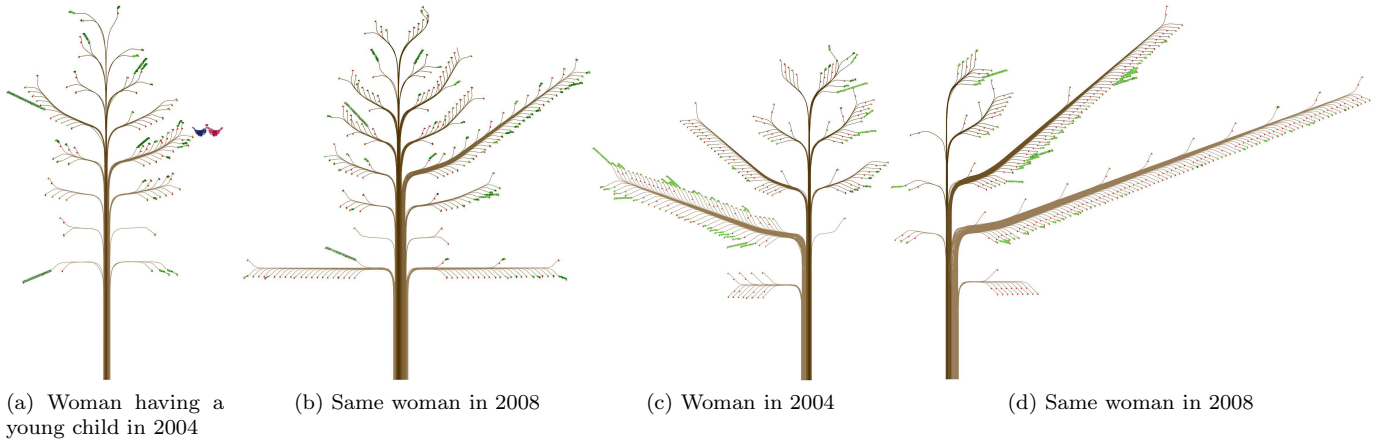 (a) Woman having a
young child in 2004
(b) Same woman in 2008
(c) Woman in 2004
(d) Same woman in 2008